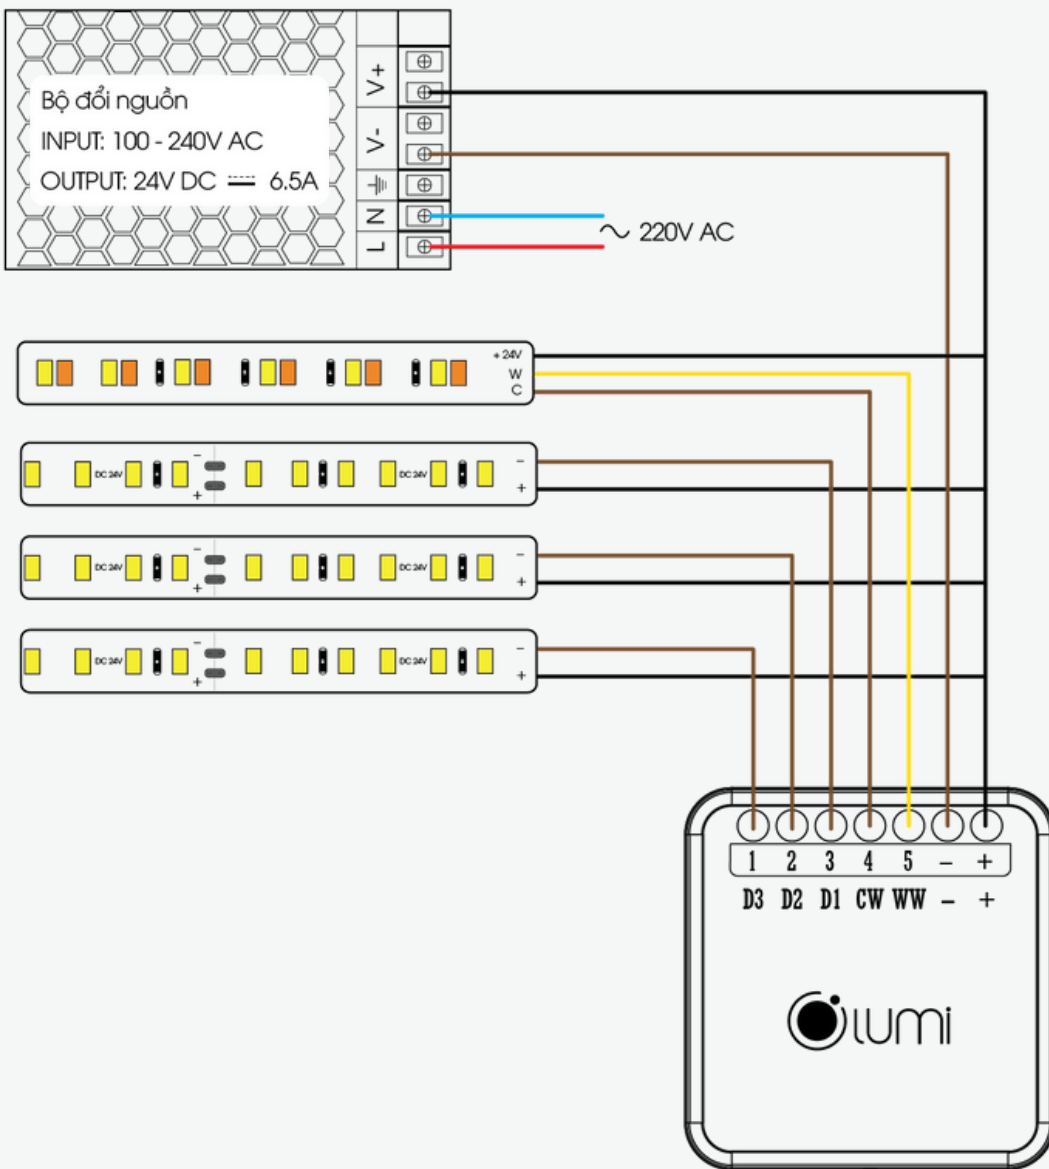 Bộ đổi nguồn
INPUT: 100 - 240V AC
OUTPUT: 24V DC ⎓ 6.5A
V+
V-
N
L
~ 220V AC
+ 24V
W
C
DC 24V - + DC 24V -
+
DC 24V - + DC 24V -
+
DC 24V - + DC 24V -
+
1 2 3 4 5 - +
D3 D2 D1 CW WW - +
lumi